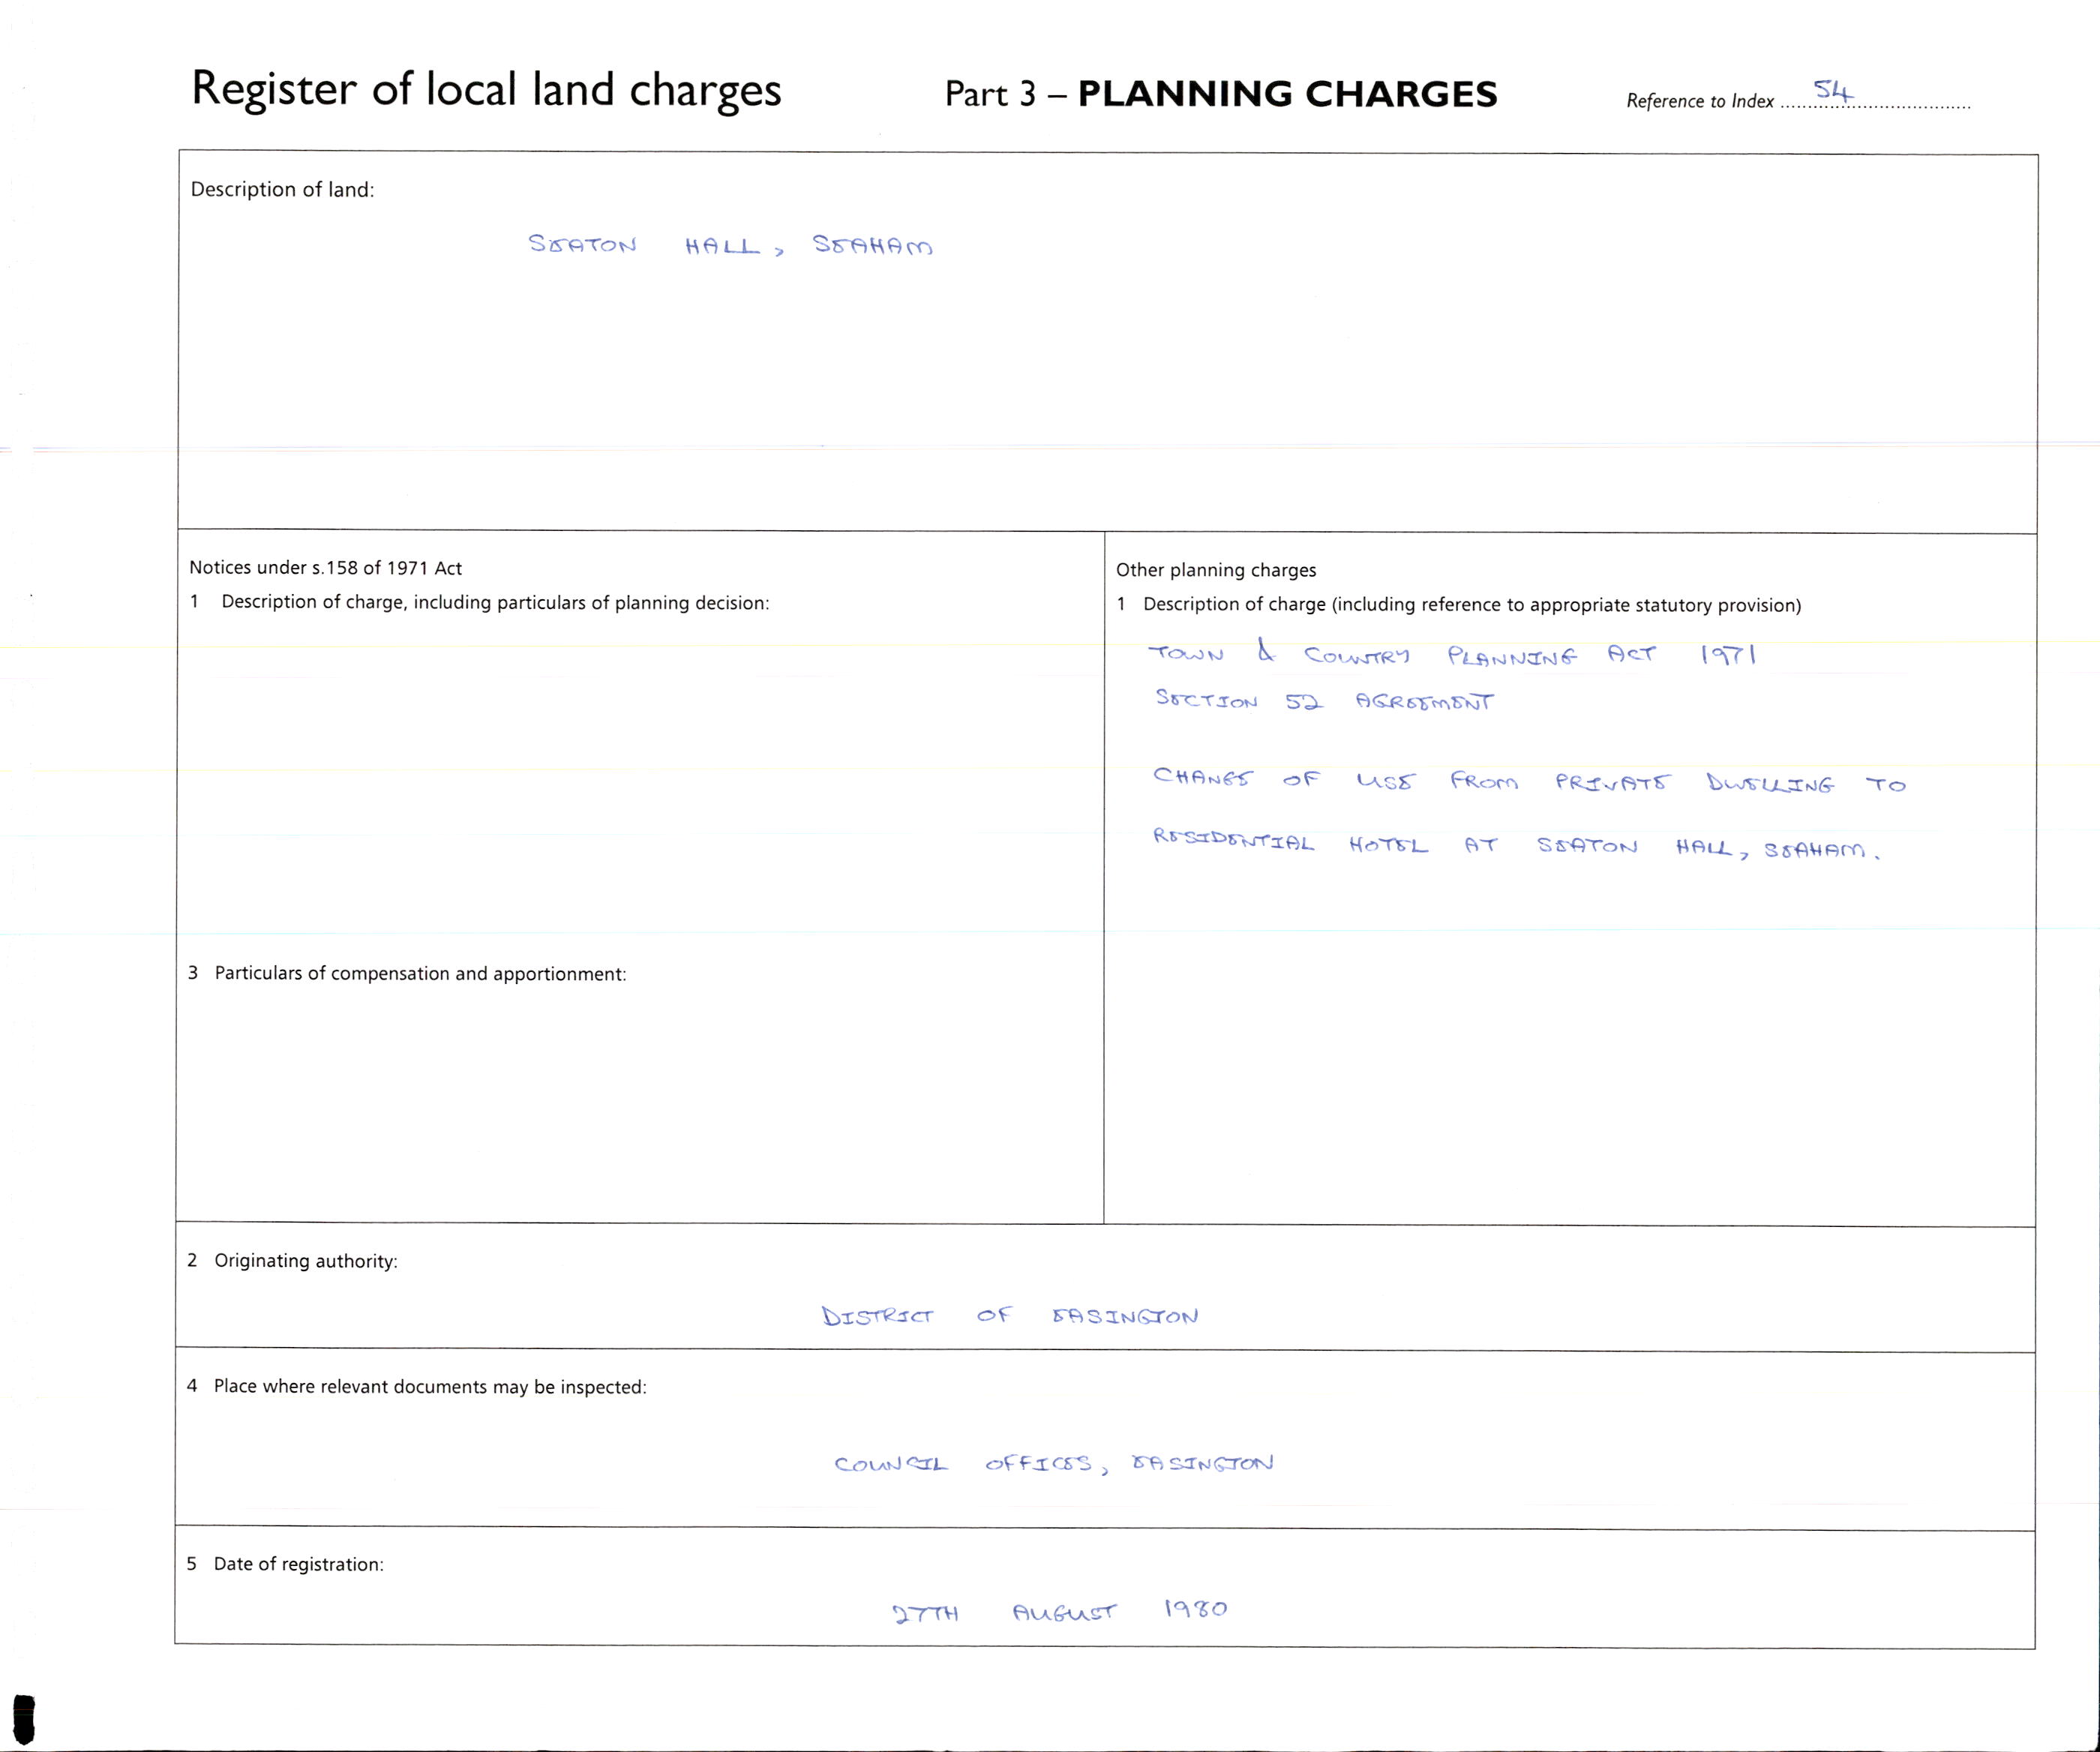 Register of local land charges Part 3 – PLANNING CHARGES Reference to Index 54
Description of land:
SEATON HALL, SEAHAM
Notices under s.158 of 1971 Act
1 Description of charge, including particulars of planning decision:
3 Particulars of compensation and apportionment:
Other planning charges
1 Description of charge (including reference to appropriate statutory provision)
TOWN & COUNTRY PLANNING ACT 1971
SECTION 52 AGREEMENT
CHANGE OF USE FROM PRIVATE DWELLING TO
RESIDENTIAL HOTEL AT SEATON HALL, SEAHAM.
2 Originating authority:
DISTRICT OF EASINGTON
4 Place where relevant documents may be inspected:
COUNCIL OFFICES, EASINGTON
5 Date of registration:
27TH AUGUST 1980